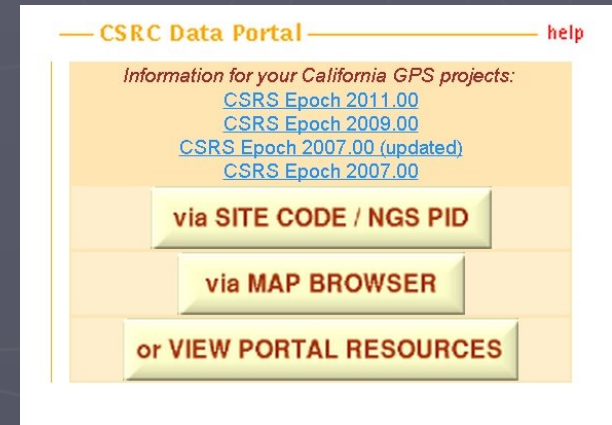 CSRC Data Portal
help
Information for your California GPS projects:
CSRS Epoch 2011.00
CSRS Epoch 2009.00
CSRS Epoch 2007.00 (updated)
CSRS Epoch 2007.00
via SITE CODE / NGS PID
via MAP BROWSER
or VIEW PORTAL RESOURCES